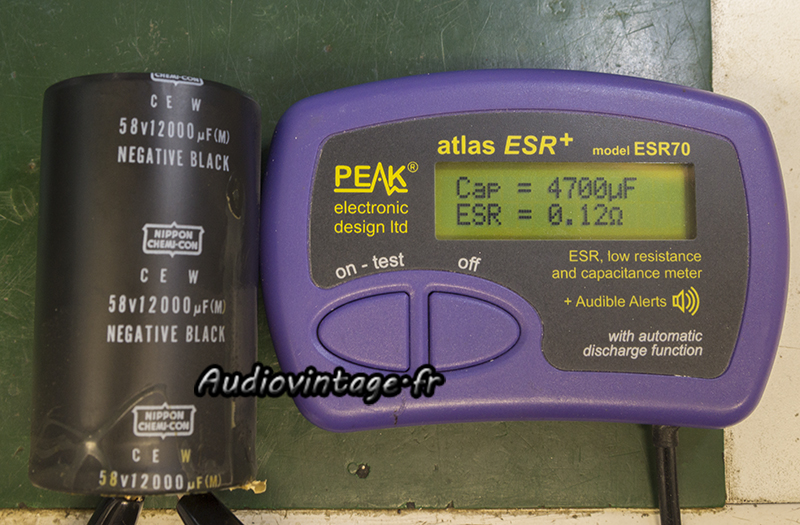 NIPPON
CHEMI-CON
C E W
58v12000µF(M)
NEGATIVE BLACK
NIPPON
CHEMI-CON
C E W
58v12000µF(M)
NEGATIVE BLACK
NIPPON
CHEMI-CON
C E W
58v12000µF(M)
atlas ESR+ model ESR70
PEAK®
electronic
design ltd
Cap = 4700µF
ESR = 0.12Ω
on - test off
ESR, low resistance
and capacitance meter
+ Audible Alerts
with automatic
discharge function
Audiovintage.fr